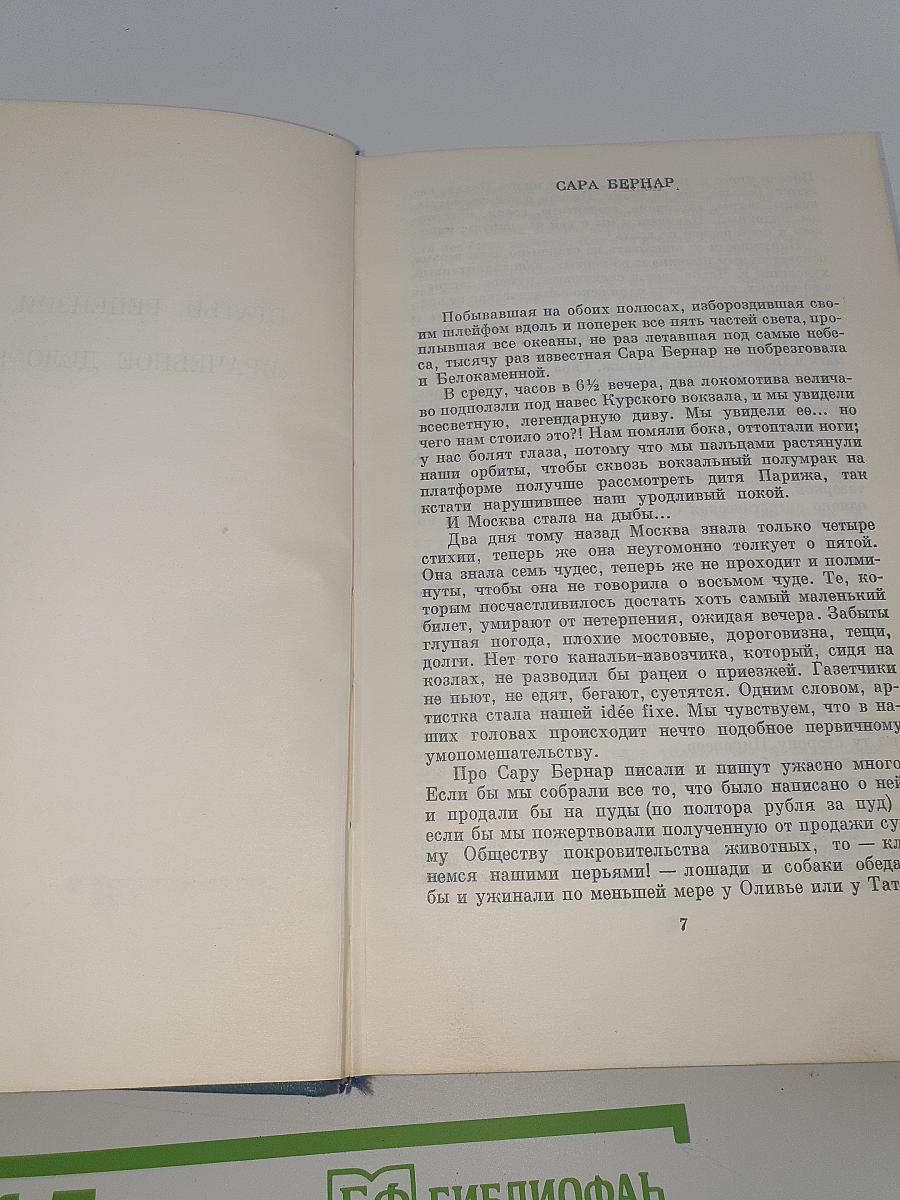 САРА БЕРНАР
Побывавшая на обоих полюсах, избороздившая сво-
им шлейфом вдоль и поперек все пять частей света, про-
плывшая все океаны, не раз летавшая под самые небе-
са, тысячу раз известная Сара Бернар не побрезговала
и Белокаменной.
В среду, часов в 6½ вечера, два локомотива велича-
во подползли под навес Курского вокзала, и мы увидели
всесветную, легендарную диву. Мы увидели ее... но
чего нам стоило это?! Нам помяли бока, оттоптали ноги;
у нас болят глаза, потому что мы пальцами растянули
наши орбиты, чтобы сквозь вокзальный полумрак на
платформе получше рассмотреть дитя Парижа, так
кстати нарушившее наш уродливый покой.
И Москва стала на дыбы...
Два дня тому назад Москва знала только четыре
стихии, теперь же она неугомонно толкует о пятой.
Она знала семь чудес, теперь же не проходит и полми-
нуты, чтобы она не говорила о восьмом чуде. Те, ко-
торым посчастливилось достать хоть самый маленький
билет, умирают от нетерпения, ожидая вечера. Забыты
глупая погода, плохие мостовые, дороговизна, тещи,
долги. Нет того канальи-извозчика, который, сидя на
козлах, не разводил бы рацеи о приезжей. Газетчики
не пьют, не едят, бегают, суетятся. Одним словом, ар-
тистка стала нашей idée fixe. Мы чувствуем, что в на-
ших головах происходит нечто подобное первичному
умопомешательству.
Про Сару Бернар писали и пишут ужасно много
Если бы мы собрали все то, что было написано о ней
и продали бы на пуды (по полтора рубля за пуд)
если бы мы пожертвовали полученную от продажи су
му Обществу покровительства животных, то — кл
немся нашими перьями! — лошади и собаки обеда
бы и ужинали по меньшей мере у Оливье или у Тат
7
БФ БИБЛИОФАЬ